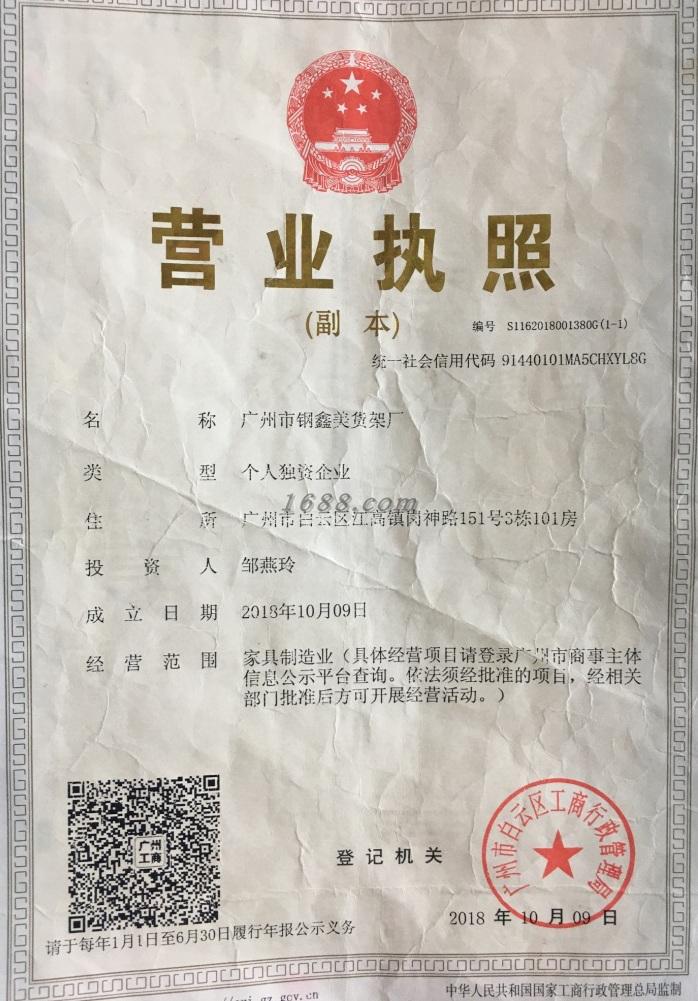 营业执照
(副 本)
编号 S1162018001380G(1-1)
统一社会信用代码 91440101MA5CHXYL8G
名 称 广州市钢鑫美货架厂
类 型 个人独资企业
1688.com
住 所 广州市白云区江高镇茂神路151号3栋101房
投 资 人 邹燕玲
成 立 日 期 2018年10月09日
经 营 范 围 家具制造业(具体经营项目请登录广州市商事主体
信息公示平台查询。依法须经批准的项目,经相关
部门批准后方可开展经营活动。)
广州
工商
登 记 机 关
广州市白云区工商行政管理局
2018 年 10 月 09 日
请于每年1月1日至6月30日履行年报公示义务
gz.gov.cn
中华人民共和国国家工商行政管理总局监制